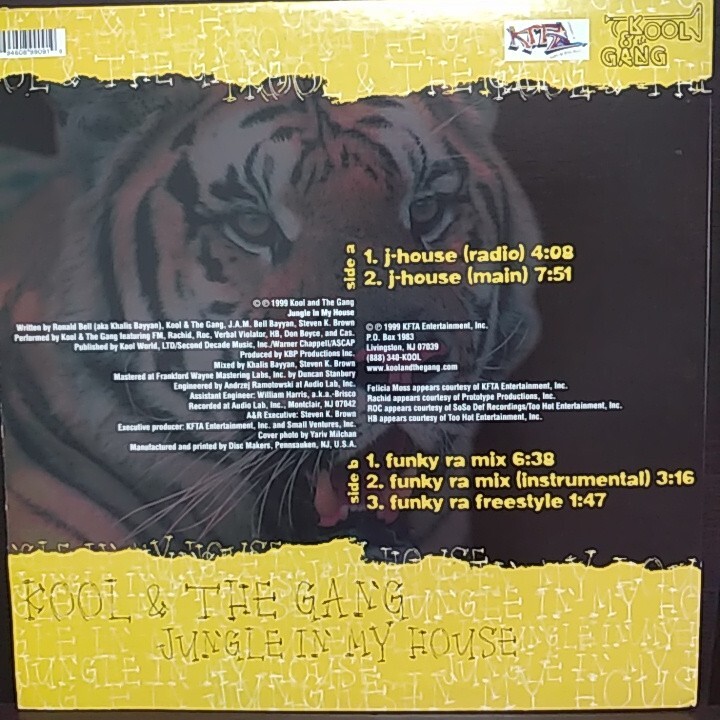 94608 99091 9
KFTA
KOOL & THE GANG
side a
1. j-house (radio) 4:08
2. j-house (main) 7:51
© ℗ 1999 Kool and The Gang
Jungle In My House
Written by Ronald Bell (aka Khalis Bayyan), Kool & The Gang, J.A.M. Bell Bayyan, Steven K. Brown
Performed by Kool & The Gang featuring FM, Rachid, Roc, Verbal Violator, HB, Don Boyce, and Cat.
Published by Kool World, LTD/Second Decade Music, Inc./Warner Chappell/ASCAP
Produced by KBP Productions Inc.
Mixed by Khalis Bayyan, Steven K. Brown
Mastered at Frankford Wayne Mastering Labs, Inc. by Duncan Stanbury
Engineered by Andrzej Ramotowski at Audio Lab, Inc.
Assistant Engineer: William Harris, a.k.a.-Brisco
Recorded at Audio Lab, Inc., Montclair, NJ 07042
A&R Executive: Steven K. Brown
Executive producer: KFTA Entertainment, Inc. and Small Ventures, Inc.
Cover photo by Yariv Milchan
Manufactured and printed by Disc Makers, Pennsauken, NJ, U.S.A.
© ℗ 1999 KFTA Entertainment, Inc.
P.O. Box 1983
Livingston, NJ 07039
(888) 340-KOOL
www.koolandthegang.com
Felicia Moss appears courtesy of KFTA Entertainment, Inc.
Rachid appears courtesy of Prototype Productions, Inc.
ROC appears courtesy of SoSo Def Recordings/Too Hot Entertainment, Inc.
HB appears courtesy of Too Hot Entertainment, Inc.
side b
1. funky ra mix 6:38
2. funky ra mix (instrumental) 3:16
3. funky ra freestyle 1:47
KOOL & THE GANG
JUNGLE IN MY HOUSE